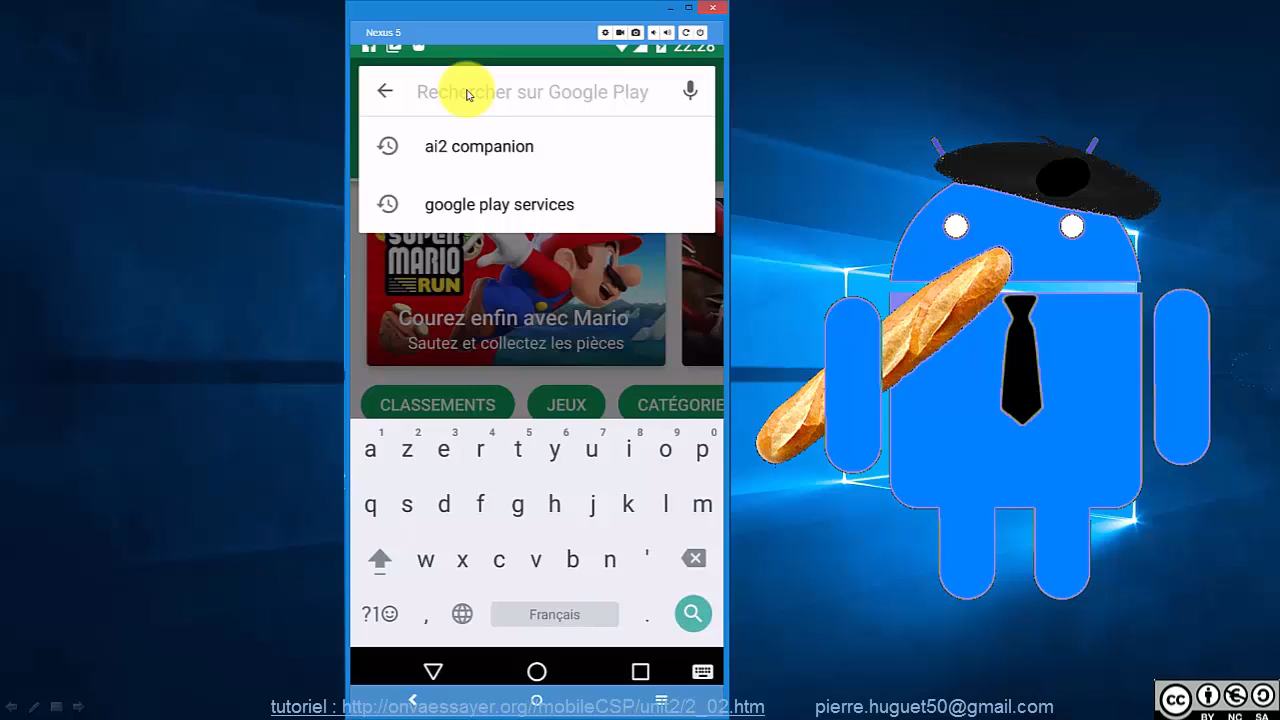 Nexus 5
22:28
Rechercher sur Google Play
ai2 companion
google play services
SUPER
MARIO
RUN
Courez enfin avec Mario
Sautez et collectez les pièces
CLASSEMENTS JEUX CATÉGORIE
1 2 3 4 5 6 7 8 9 0
a z e r t y u i o p
q s d f g h j k l m
w x c v b n '
?1☺ , Français .
tutoriel : http://onvaessayer.org/mobileCSP/unit2/2_02.htm pierre.huguet50@gmail.com
CC BY NC SA